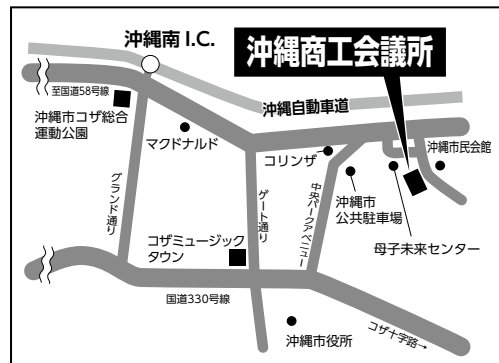 沖縄南 I.C.
沖縄商工会議所
至国道58号線
沖縄自動車道
沖縄市コザ総合
運動公園
マクドナルド
コリンザ
沖縄市民会館
グランド通り
ゲート通り
中央パークアベニュー
沖縄市
公共駐車場
母子未来センター
コザミュージック
タウン
国道330号線
沖縄市役所
コザ十字路→